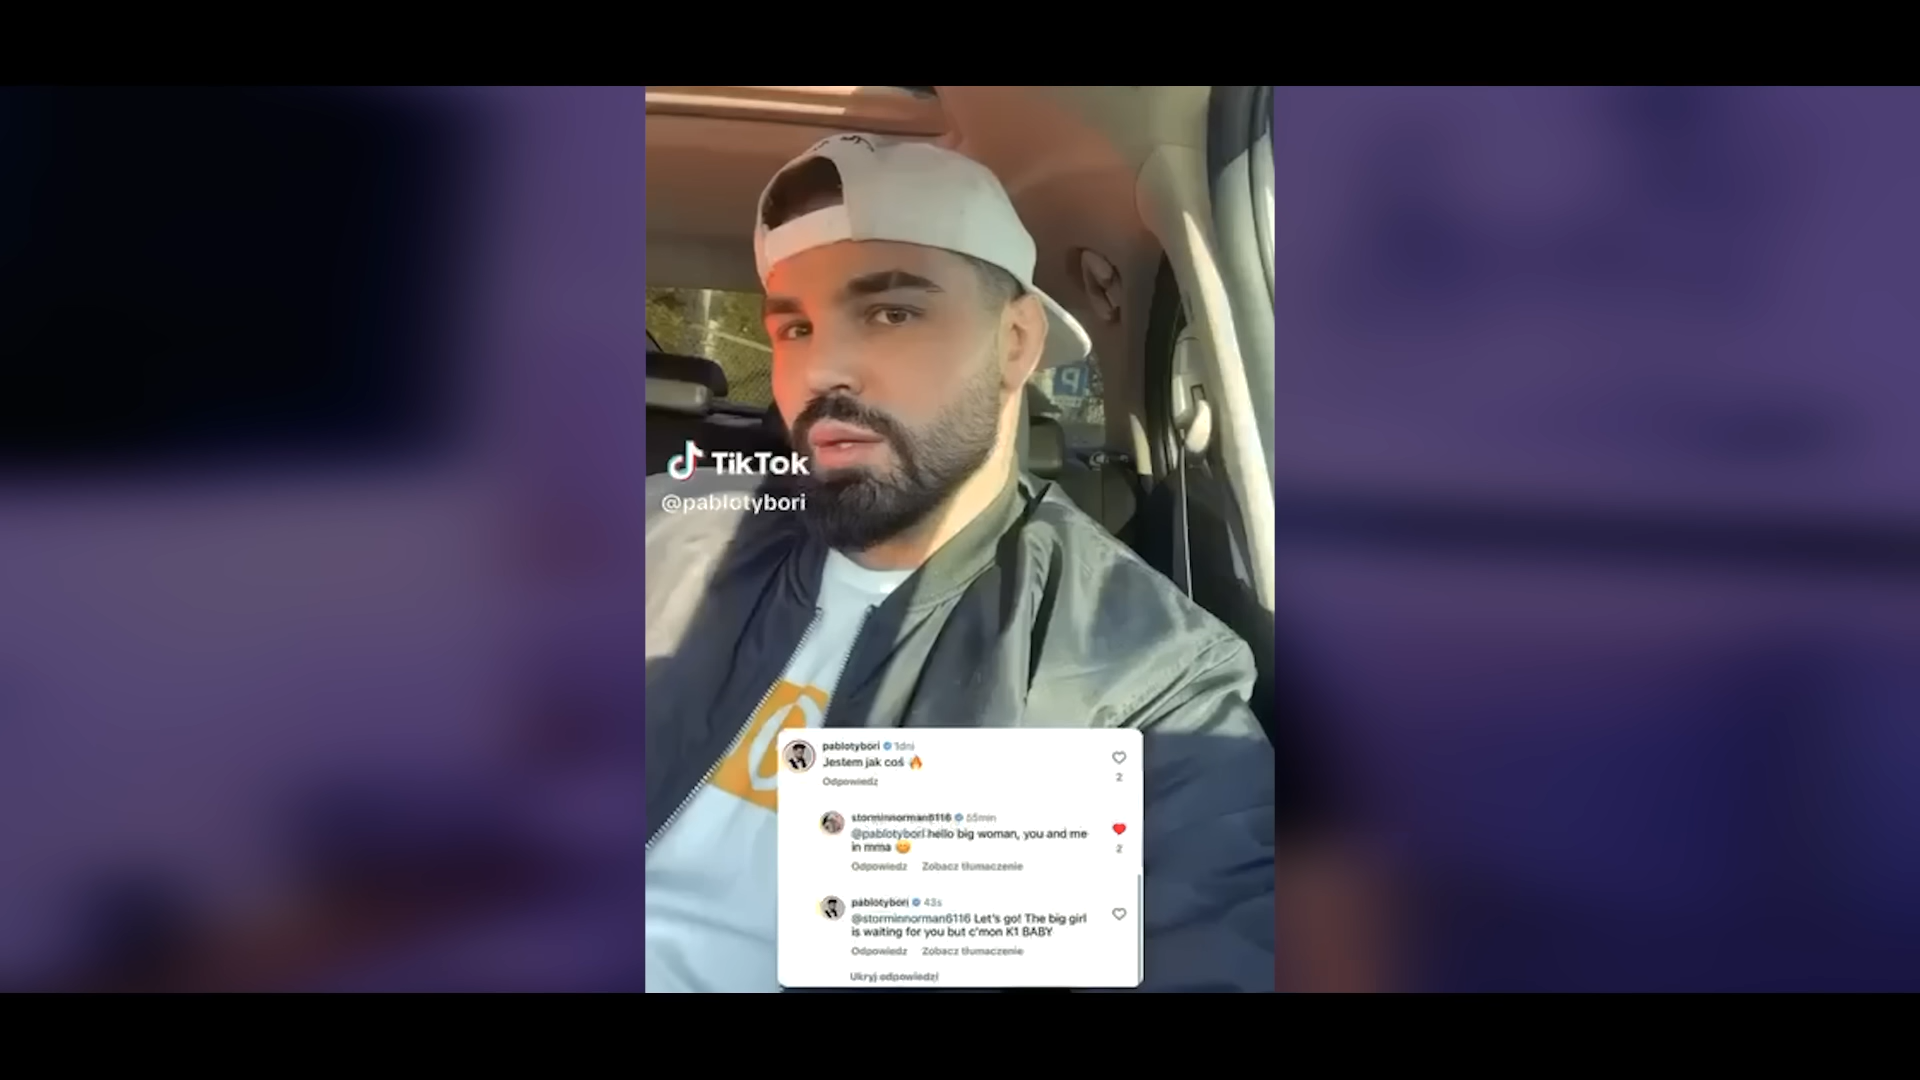 TikTok
@pablotybori
P
pablotybori 1dni
Jestem jak coś 🔥
2
Odpowiedz
storminnorman6116 55min
@pablotybori hello big woman, you and me
in mma 😊
2
Odpowiedz Zobacz tłumaczenie
pablotybori 43s
@storminnorman6116 Let's go! The big girl
is waiting for you but c'mon K1 BABY
Odpowiedz Zobacz tłumaczenie
Ukryj odpowiedzi